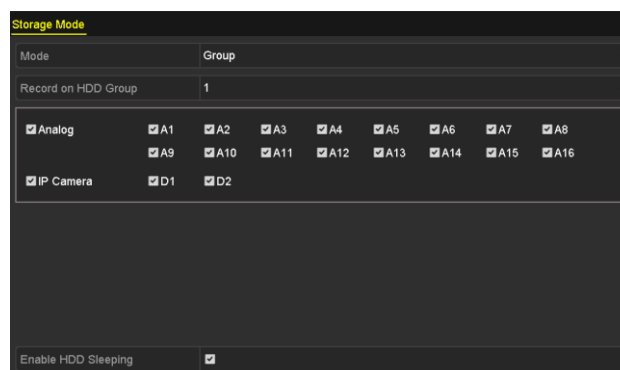 Storage Mode
Mode Group
Record on HDD Group 1
Analog A1 A2 A3 A4 A5 A6 A7 A8
A9 A10 A11 A12 A13 A14 A15 A16
IP Camera D1 D2
Enable HDD Sleeping